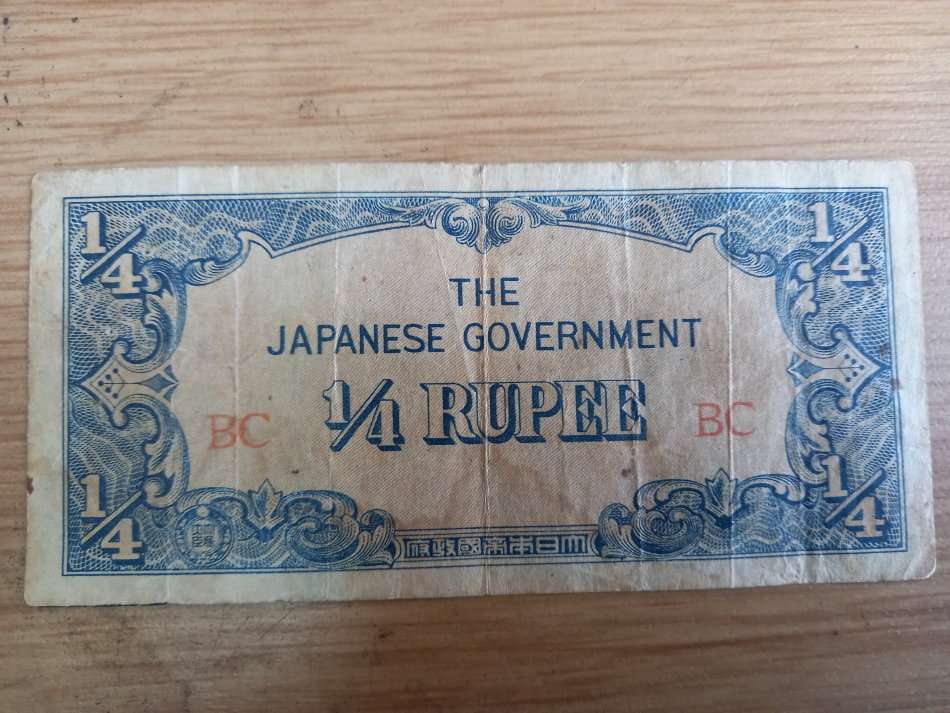 1/4 1/4
THE
JAPANESE GOVERNMENT
BC 1/4 RUPEE BC
1/4 1/4
大日本帝國政府